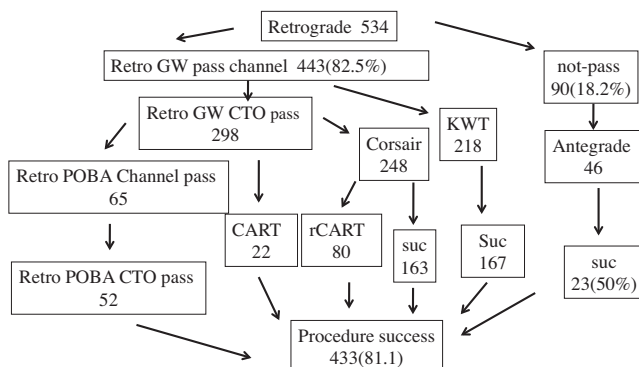 Retrograde 534
Retro GW pass channel 443(82.5%)
not-pass
90(18.2%)
Retro GW CTO pass
298
KWT
218
Corsair
248
Antegrade
46
Retro POBA Channel pass
65
CART
22
rCART
80
suc
163
Suc
167
suc
23(50%)
Retro POBA CTO pass
52
Procedure success
433(81.1)